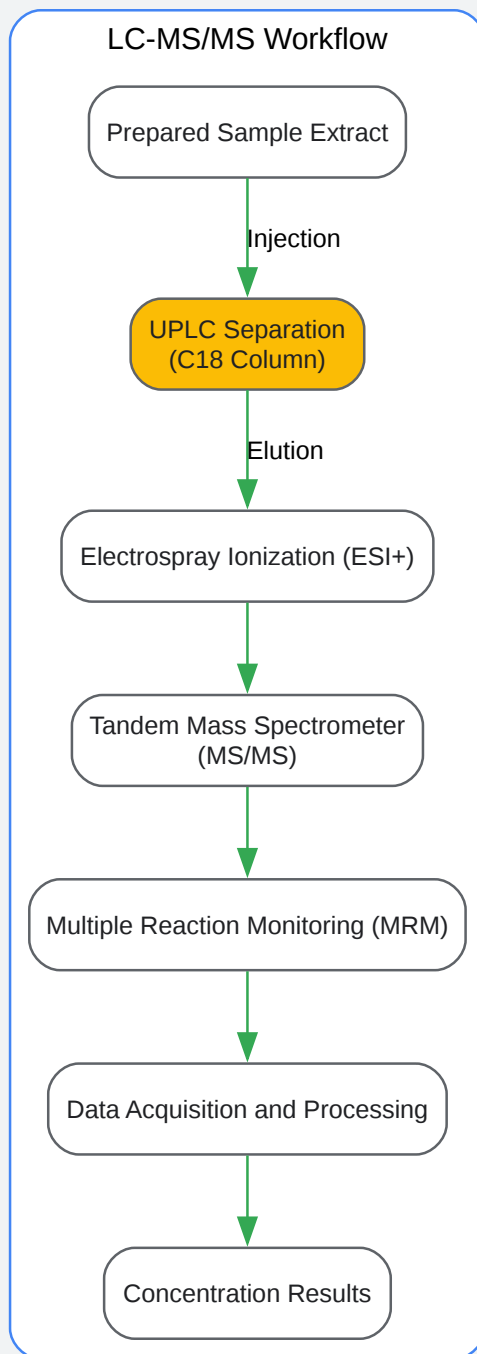 LC-MS/MS Workflow
Prepared Sample Extract
Injection
UPLC Separation
(C18 Column)
Elution
Electrospray Ionization (ESI+)
Tandem Mass Spectrometer
(MS/MS)
Multiple Reaction Monitoring (MRM)
Data Acquisition and Processing
Concentration Results